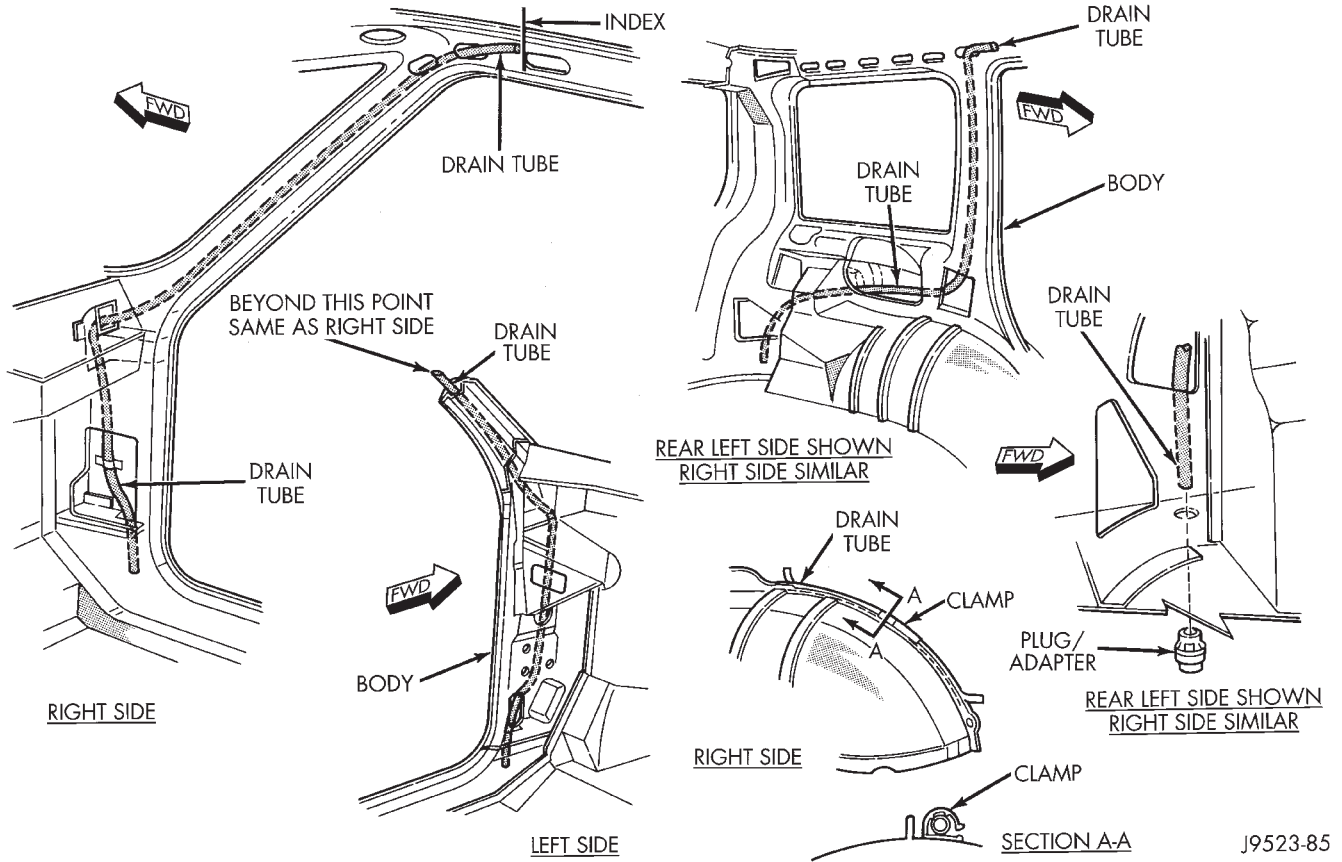 INDEX
FWD
DRAIN TUBE
DRAIN
TUBE
RIGHT SIDE
BEYOND THIS POINT
SAME AS RIGHT SIDE
DRAIN
TUBE
FWD
BODY
LEFT SIDE
DRAIN
TUBE
FWD
DRAIN
TUBE
BODY
REAR LEFT SIDE SHOWN
RIGHT SIDE SIMILAR
DRAIN
TUBE
FWD
PLUG/
ADAPTER
REAR LEFT SIDE SHOWN
RIGHT SIDE SIMILAR
DRAIN
TUBE
A
CLAMP
A
RIGHT SIDE
CLAMP
SECTION A-A
J9523-85